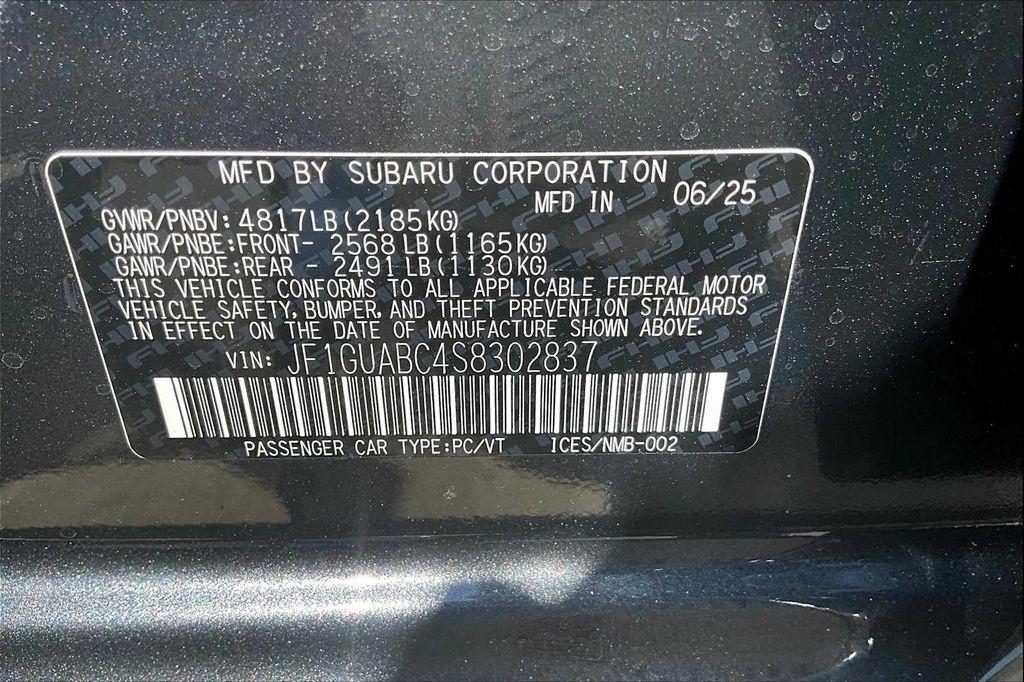 MFD BY SUBARU CORPORATION
MFD IN 06/25
GVWR/PNBV: 4817LB(2185KG)
GAWR/PNBE:FRONT- 2568LB(1165KG)
GAWR/PNBE:REAR - 2491LB(1130KG)
THIS VEHICLE CONFORMS TO ALL APPLICABLE FEDERAL MOTOR
VEHICLE SAFETY, BUMPER, AND THEFT PREVENTION STANDARDS
IN EFFECT ON THE DATE OF MANUFACTURE SHOWN ABOVE.
VIN: JF1GUABC4S8302837
PASSENGER CAR TYPE:PC/VT ICES/NMB-002